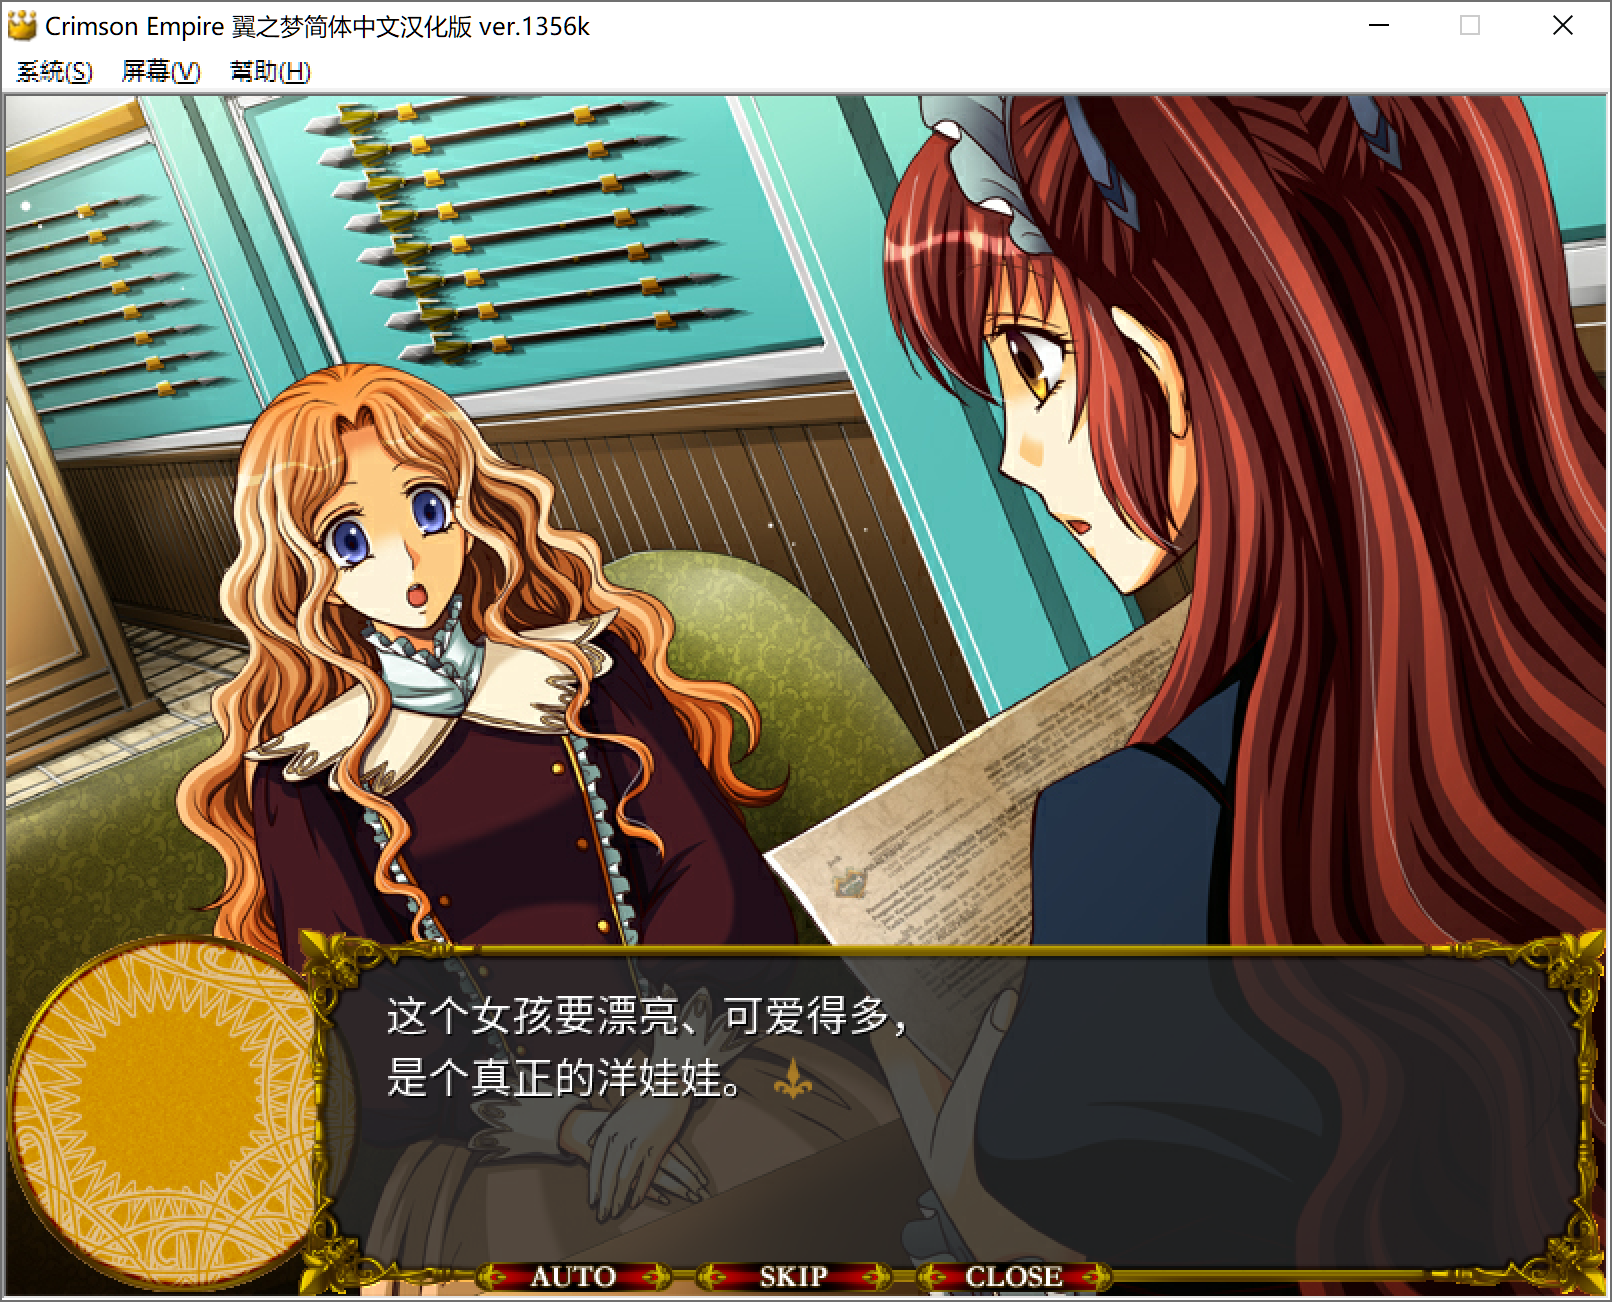 Crimson Empire 翼之梦简体中文汉化版 ver.1356k
系統(S) 屏幕(V) 幫助(H)
这个女孩要漂亮、可爱得多，
是个真正的洋娃娃。
AUTO SKIP CLOSE